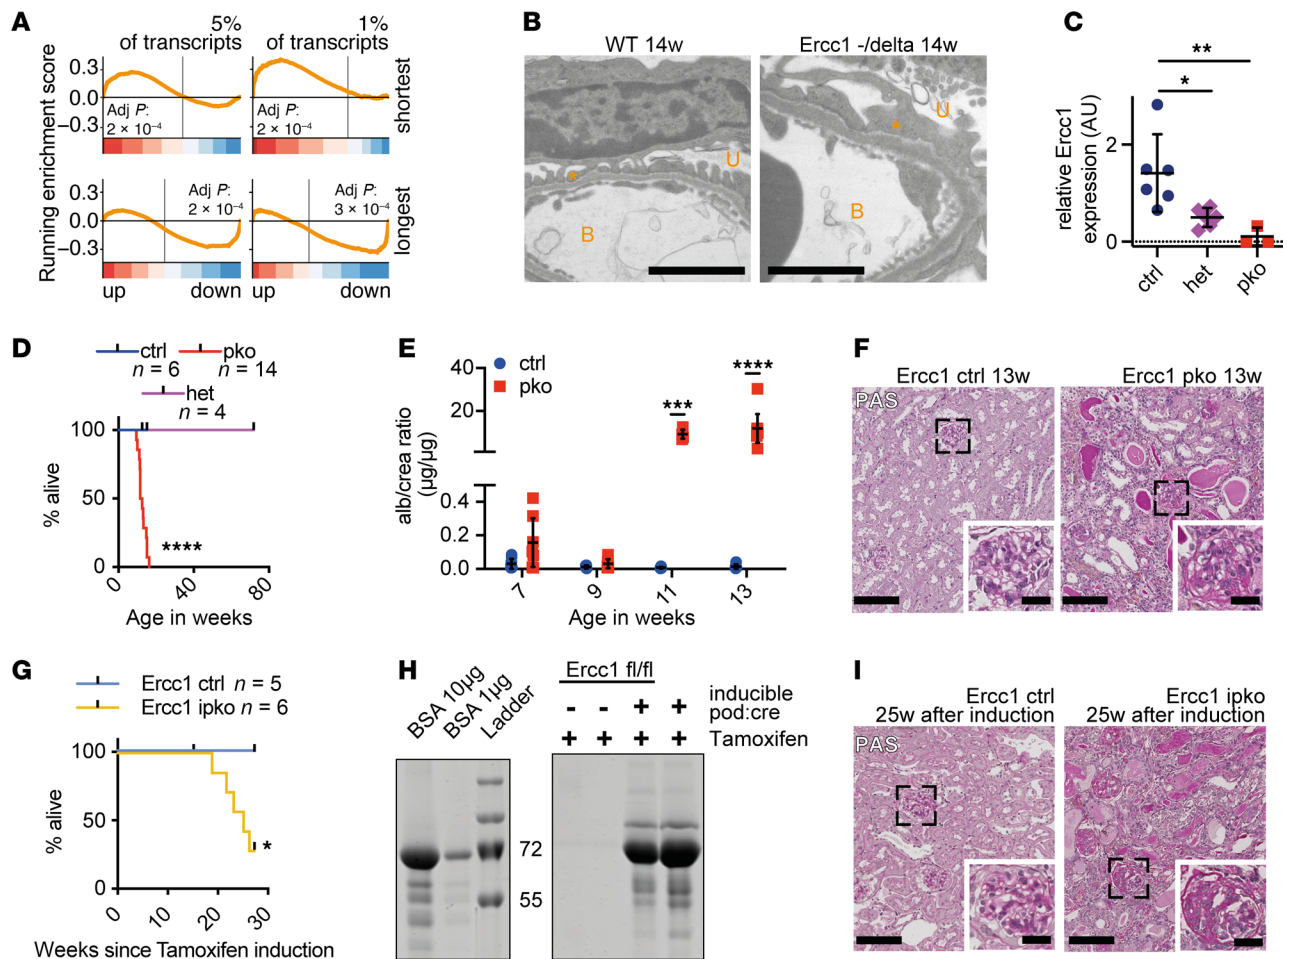 A
5%
of transcripts
1%
of transcripts
Running enrichment score
0.3
0.0
−0.3
Adj P:
2 × 10⁻⁴
Adj P:
2 × 10⁻⁴
shortest
0.3
0.0
−0.3
Adj P:
2 × 10⁻⁴
Adj P:
3 × 10⁻⁴
longest
up
down
up
down
B
WT 14w
Ercc1 -/delta 14w
U
*
B
U
*
B
C
relative Ercc1
expression (AU)
**
*
2
0
ctrl
het
pko
D
ctrl
n = 6
pko
n = 14
het
n = 4
% alive
100
50
0
****
0
40
80
Age in weeks
E
ctrl
pko
alb/crea ratio
(µg/µg)
40
20
0.4
0.2
0.0
***
****
7
9
11
13
Age in weeks
F
Ercc1 ctrl 13w
Ercc1 pko 13w
PAS
G
Ercc1 ctrl n = 5
Ercc1 ipko n = 6
% alive
100
50
0
*
0
10
20
30
Weeks since Tamoxifen induction
H
BSA 10µg
BSA 1µg
Ladder
Ercc1 fl/fl
- - + +
inducible
pod:cre
+ + + +
Tamoxifen
72
55
I
Ercc1 ctrl
25w after induction
Ercc1 ipko
25w after induction
PAS